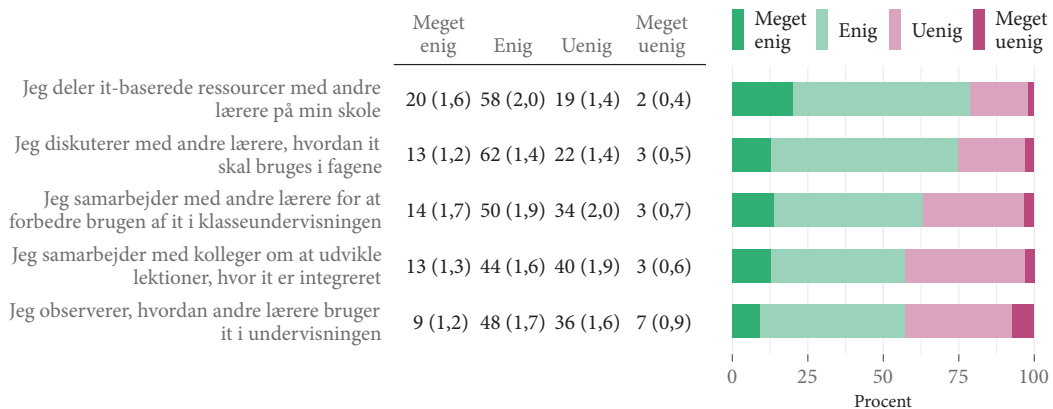 Meget enig Enig Uenig Meget uenig
Meget enig Enig Uenig Meget uenig
Jeg deler it-baserede ressourcer med andre
lærere på min skole
20 (1,6) 58 (2,0) 19 (1,4) 2 (0,4)
Jeg diskuterer med andre lærere, hvordan it
skal bruges i fagene
13 (1,2) 62 (1,4) 22 (1,4) 3 (0,5)
Jeg samarbejder med andre lærere for at
forbedre brugen af it i klasseundervisningen
14 (1,7) 50 (1,9) 34 (2,0) 3 (0,7)
Jeg samarbejder med kolleger om at udvikle
lektioner, hvor it er integreret
13 (1,3) 44 (1,6) 40 (1,9) 3 (0,6)
Jeg observerer, hvordan andre lærere bruger
it i undervisningen
9 (1,2) 48 (1,7) 36 (1,6) 7 (0,9)
0 25 50 75 100
Procent